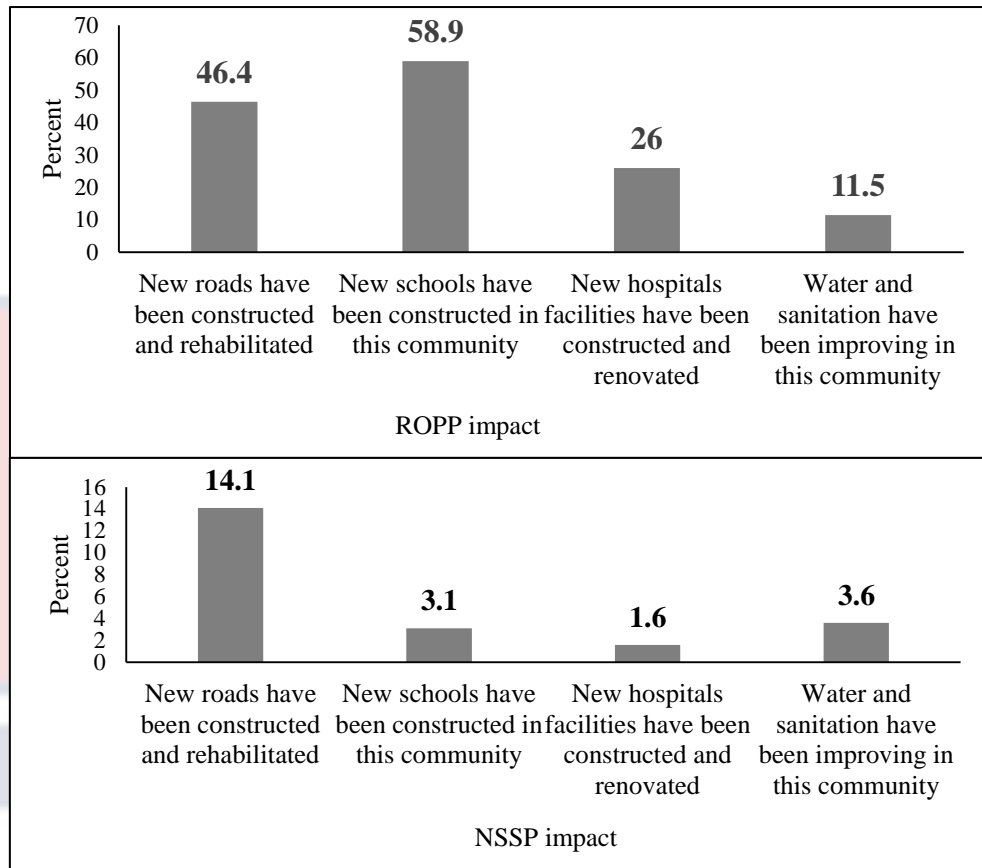 70
60
50
40
30
20
10
0
Percent
46.4
58.9
26
11.5
New roads have
been constructed
and rehabilitated
New schools have
been constructed in
this community
New hospitals
facilities have been
constructed and
renovated
Water and
sanitation have
been improving in
this community
ROPP impact
16
14
12
10
8
6
4
2
0
Percent
14.1
3.1
1.6
3.6
New roads have
been constructed
and rehabilitated
New schools have
been constructed in
this community
New hospitals
facilities have been
constructed and
renovated
Water and
sanitation have
been improving in
this community
NSSP impact